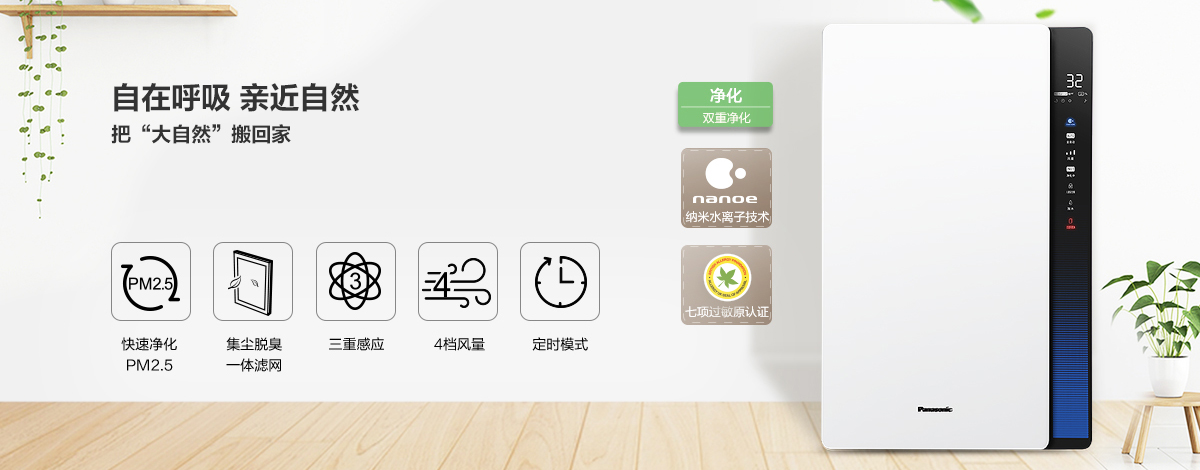 自在呼吸 亲近自然
把“大自然”搬回家
净化
双重净化
nanoe
纳米水离子技术
七项过敏原认证
PM2.5
3
4
快速净化
PM2.5
集尘脱臭
一体滤网
三重感应
4档风量
定时模式
32
Panasonic